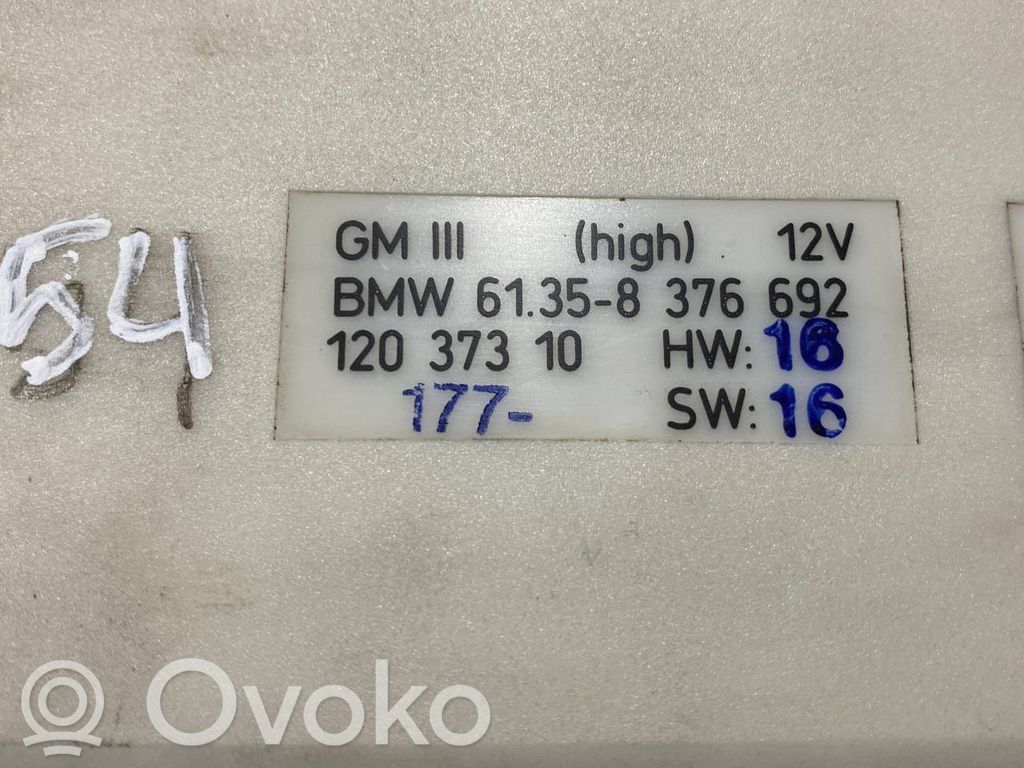 54
GM III (high) 12V
BMW 61.35-8 376 692
120 373 10 HW: 16
177- SW: 16
Ovoko